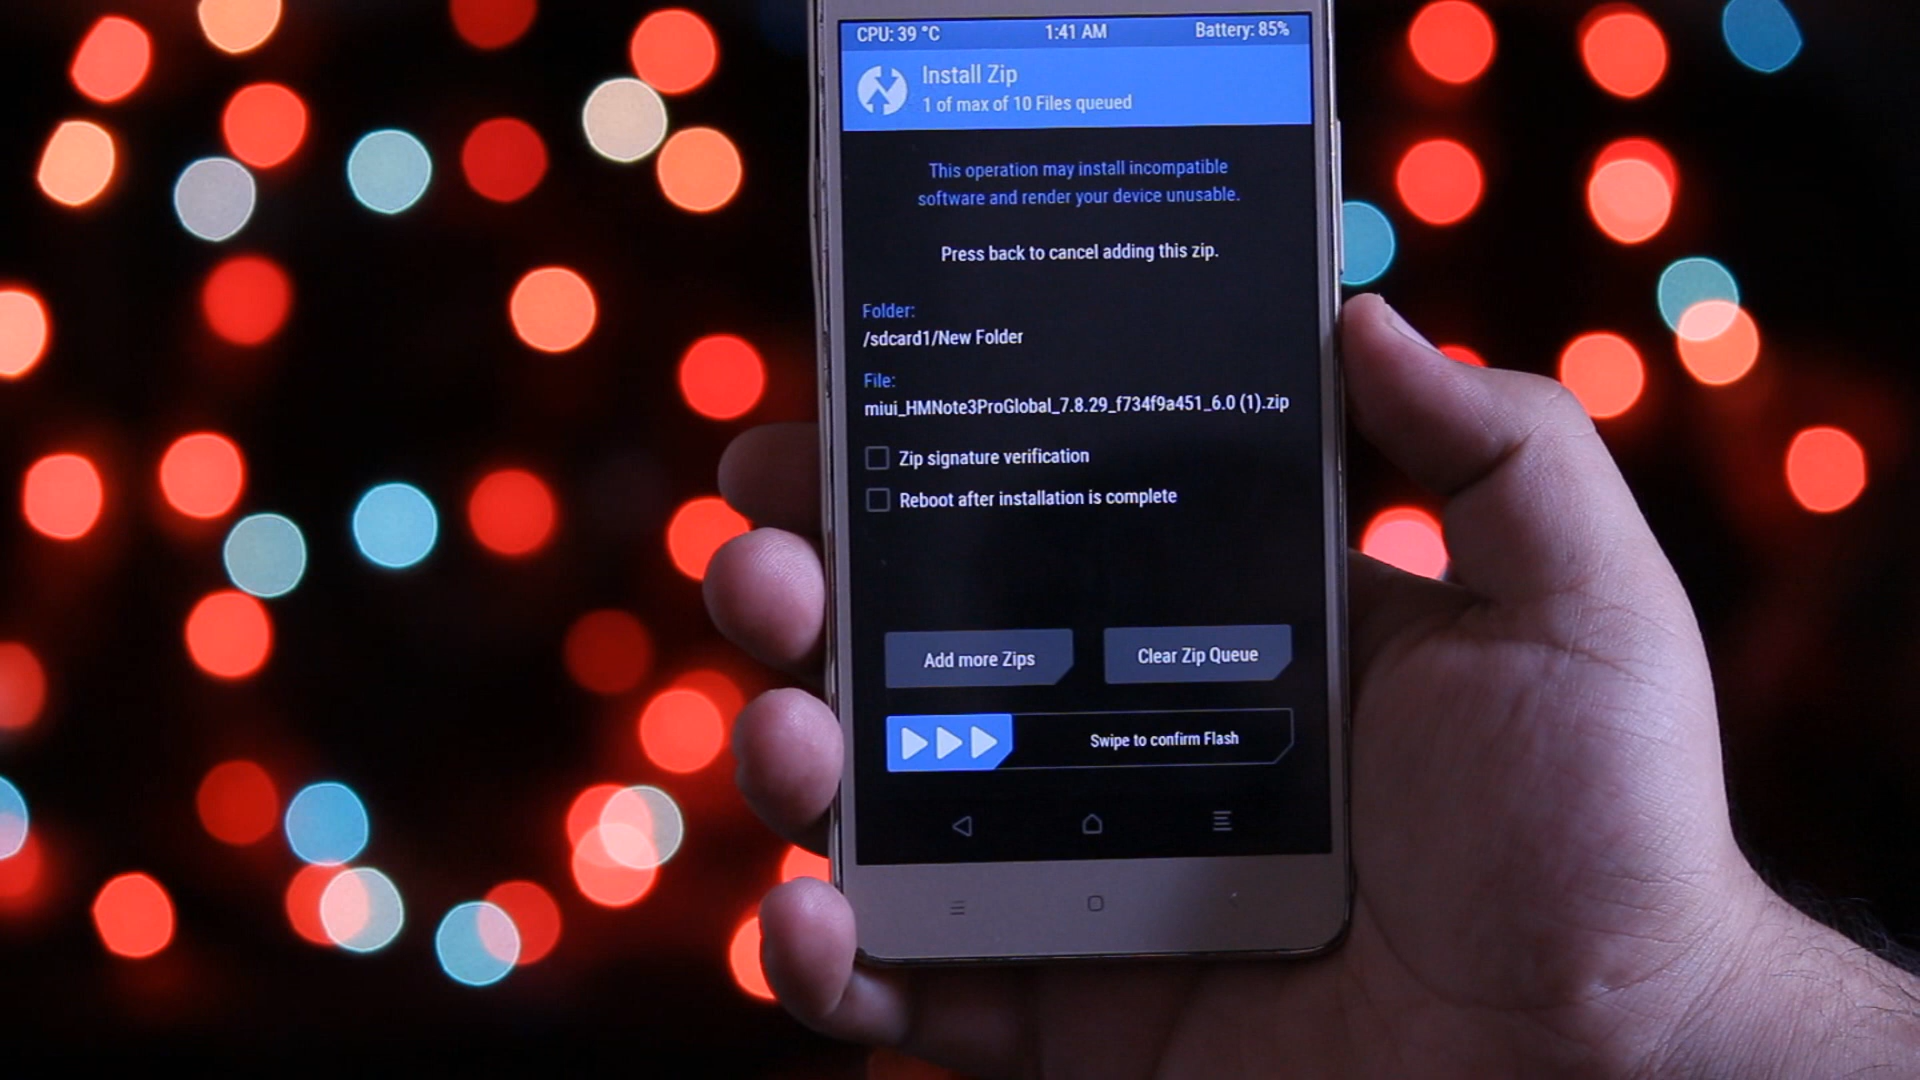 CPU: 39 °C 1:41 AM Battery: 85%
Install Zip
1 of max of 10 Files queued
This operation may install incompatible
software and render your device unusable.
Press back to cancel adding this zip.
Folder:
/sdcard1/New Folder
File:
miui_HMNote3ProGlobal_7.8.29_f734f9a451_6.0 (1).zip
Zip signature verification
Reboot after installation is complete
Add more Zips Clear Zip Queue
Swipe to confirm Flash